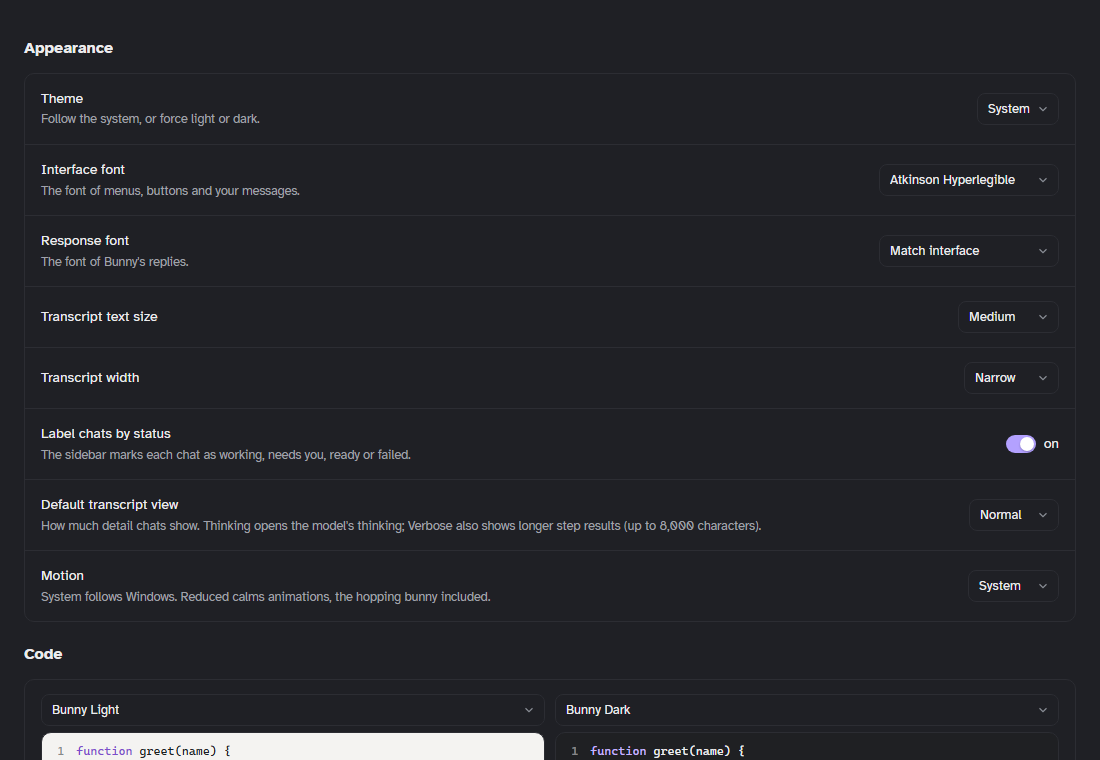 Appearance
Theme
Follow the system, or force light or dark.
System
Interface font
The font of menus, buttons and your messages.
Atkinson Hyperlegible
Response font
The font of Bunny's replies.
Match interface
Transcript text size
Medium
Transcript width
Narrow
Label chats by status
The sidebar marks each chat as working, needs you, ready or failed.
on
Default transcript view
How much detail chats show. Thinking opens the model's thinking; Verbose also shows longer step results (up to 8,000 characters).
Normal
Motion
System follows Windows. Reduced calms animations, the hopping bunny included.
System
Code
Bunny Light
Bunny Dark
1 function greet(name) {
1 function greet(name) {